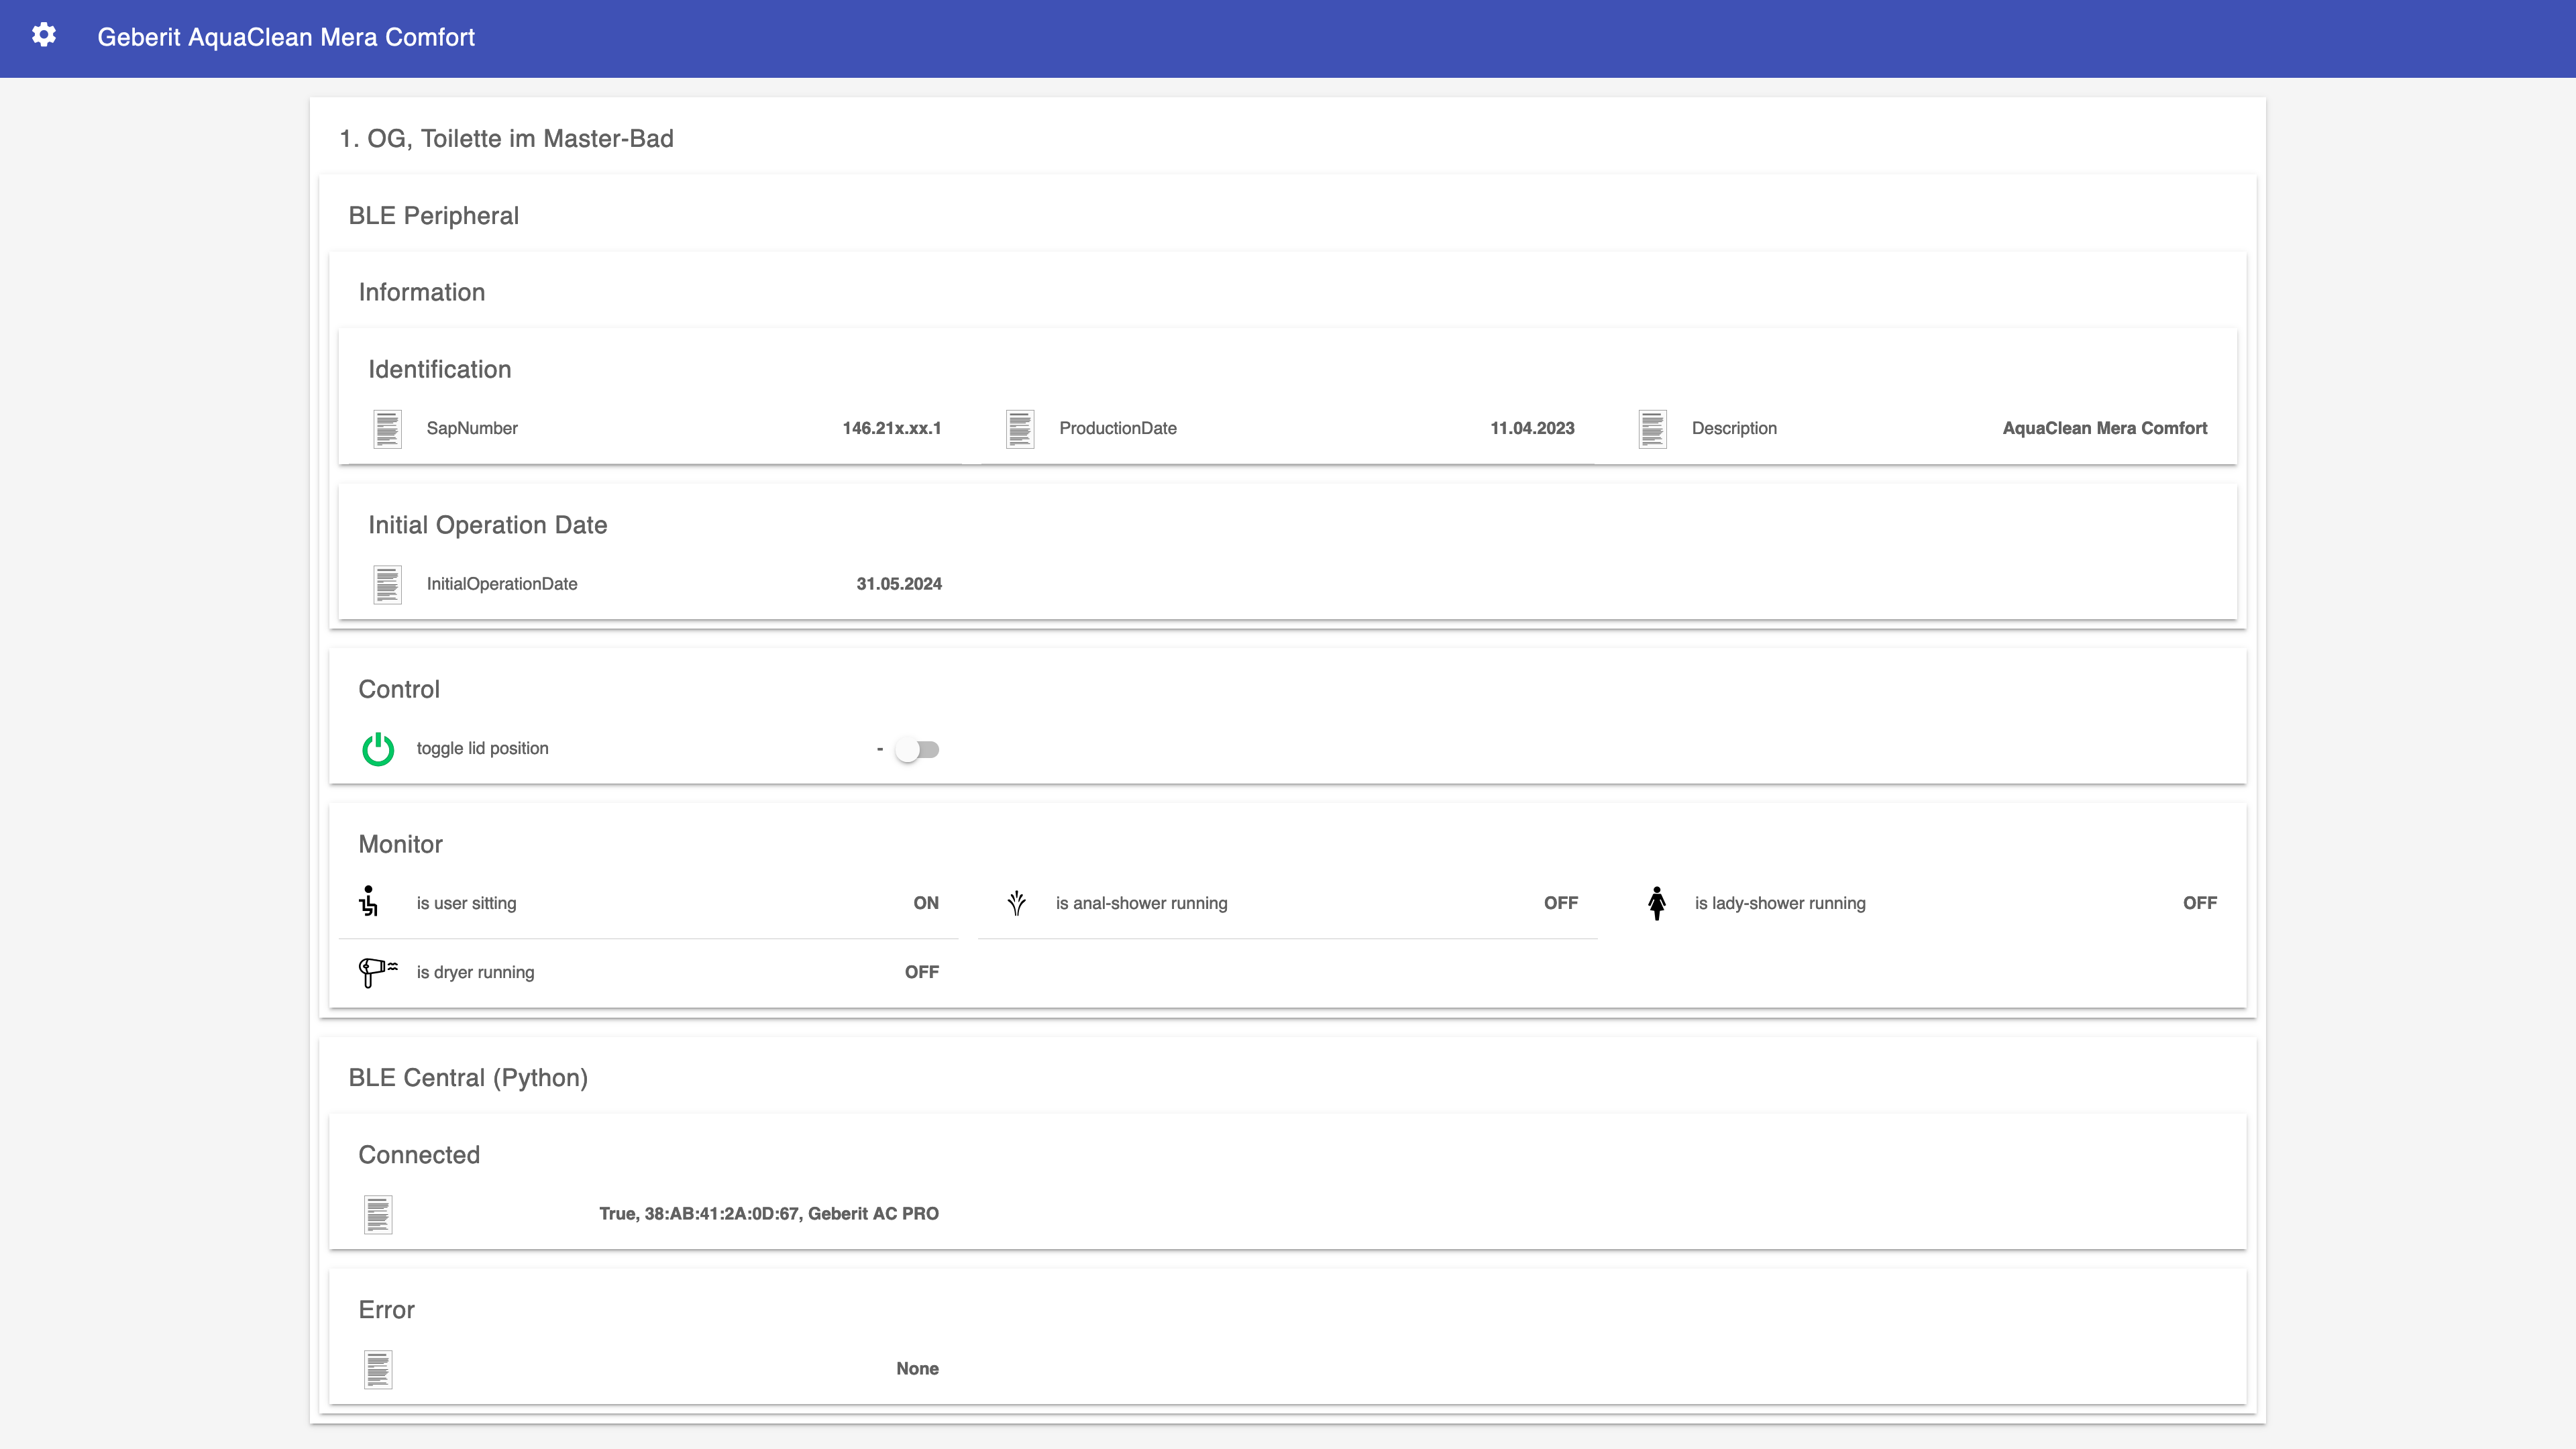 Geberit AquaClean Mera Comfort
1. OG, Toilette im Master-Bad
BLE Peripheral
Information
Identification
SapNumber 146.21x.xx.1 ProductionDate 11.04.2023 Description AquaClean Mera Comfort
Initial Operation Date
InitialOperationDate 31.05.2024
Control
toggle lid position -
Monitor
is user sitting ON is anal-shower running OFF is lady-shower running OFF
is dryer running OFF
BLE Central (Python)
Connected
True, 38:AB:41:2A:0D:67, Geberit AC PRO
Error
None